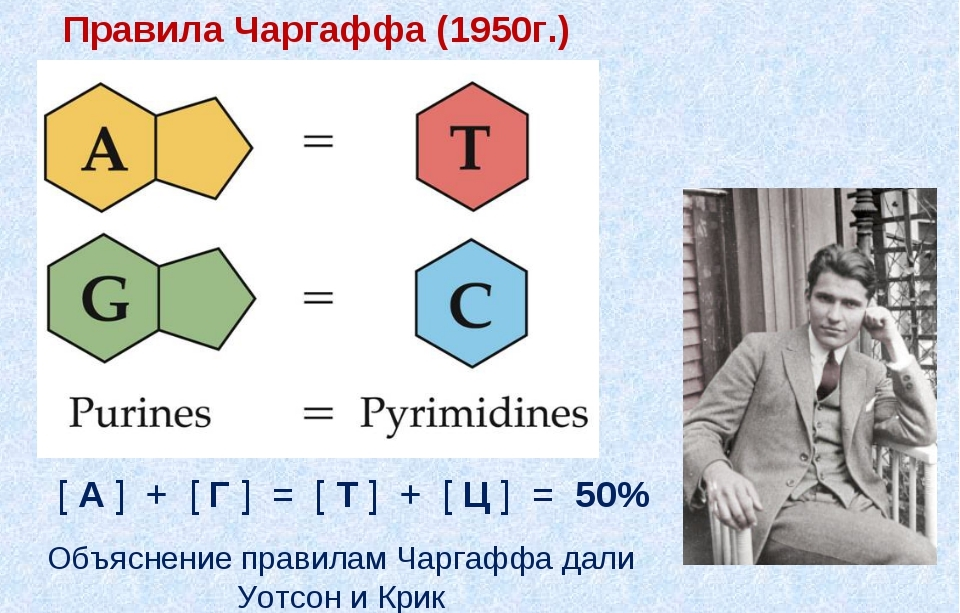 Правила Чаргаффа (1950г.)
A = T
G = C
Purines = Pyrimidines
[ А ] + [ Г ] = [ Т ] + [ Ц ] = 50%
Объяснение правилам Чаргаффа дали
Уотсон и Крик